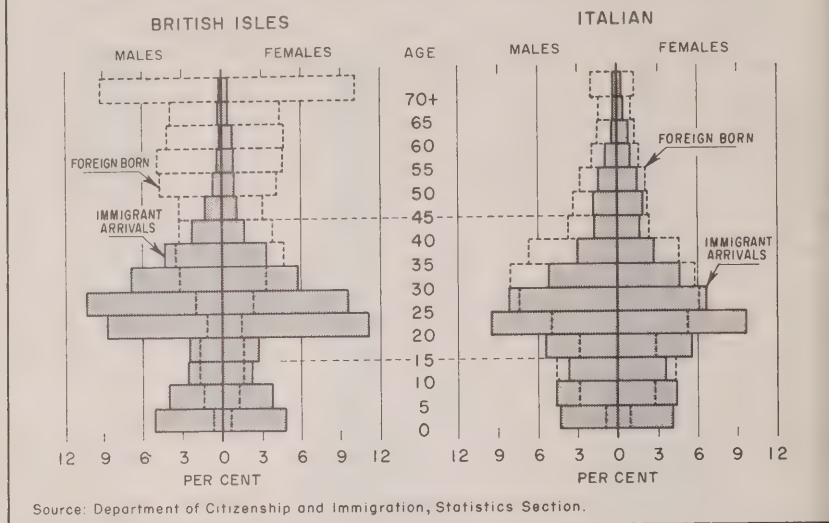 BRITISH ISLES
ITALIAN
MALES FEMALES AGE MALES FEMALES
70+
65
60
55
50
45
40
35
30
25
20
15
10
5
0
FOREIGN BORN
IMMIGRANT
ARRIVALS
FOREIGN BORN
IMMIGRANT
ARRIVALS
12 9 6 3 0 3 6 9 12 12 9 6 3 0 3 6 9 12
PER CENT PER CENT
Source: Department of Citizenship and Immigration, Statistics Section.